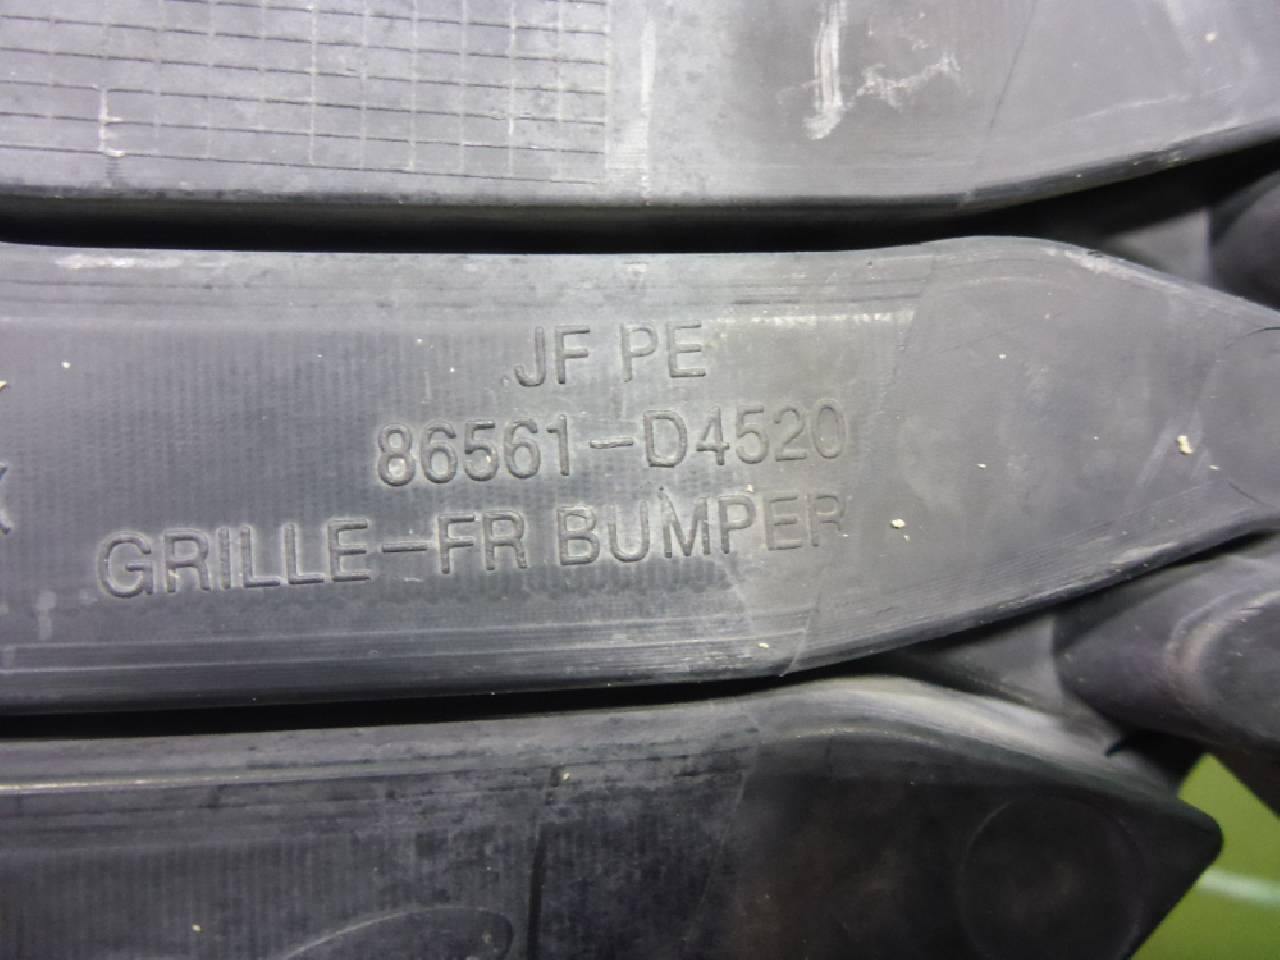 JF PE
86561-D4520
GRILLE-FR BUMPER